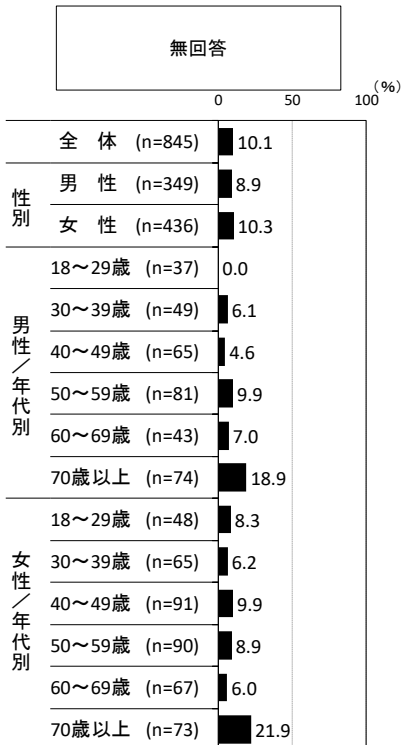 無回答
(%)
0 50 100
全 体 (n=845) 10.1
性別
男 性 (n=349) 8.9
女 性 (n=436) 10.3
男性／年代別
18～29歳 (n=37) 0.0
30～39歳 (n=49) 6.1
40～49歳 (n=65) 4.6
50～59歳 (n=81) 9.9
60～69歳 (n=43) 7.0
70歳以上 (n=74) 18.9
女性／年代別
18～29歳 (n=48) 8.3
30～39歳 (n=65) 6.2
40～49歳 (n=91) 9.9
50～59歳 (n=90) 8.9
60～69歳 (n=67) 6.0
70歳以上 (n=73) 21.9